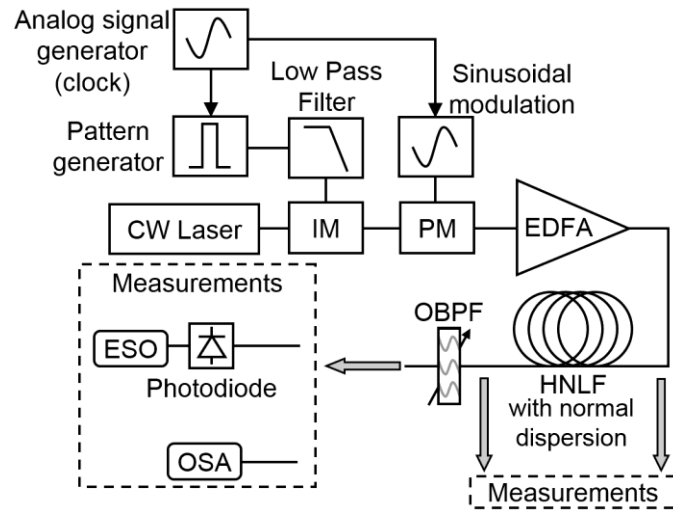 Analog signal
generator
(clock)
Low Pass
Filter
Sinusoidal
modulation
Pattern
generator
CW Laser
IM
PM
EDFA
Measurements
ESO
Photodiode
OSA
OBPF
HNLF
with normal
dispersion
Measurements